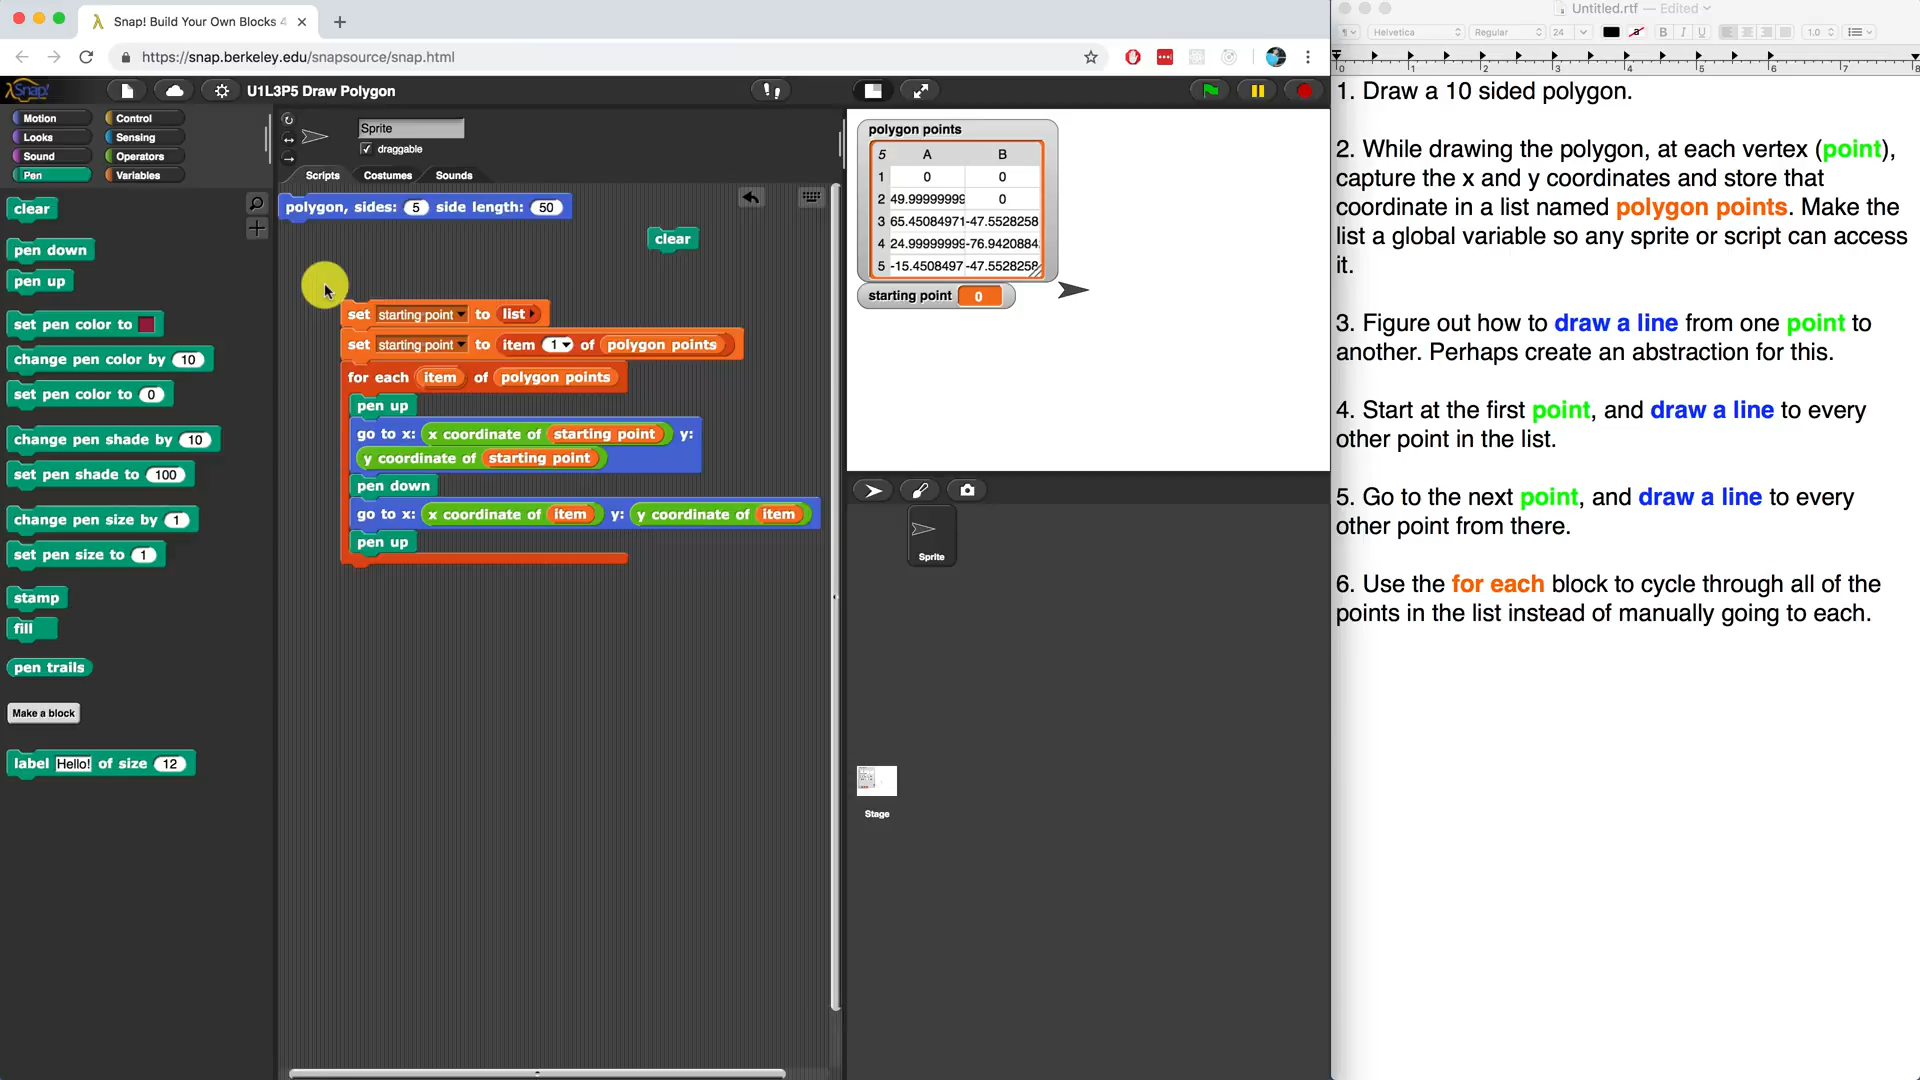 Snap! Build Your Own Blocks 4
https://snap.berkeley.edu/snapsource/snap.html
Snap!
U1L3P5 Draw Polygon
Motion
Control
Looks
Sensing
Sound
Operators
Pen
Variables
Sprite
draggable
Scripts
Costumes
Sounds
clear
pen down
pen up
set pen color to
change pen color by 10
set pen color to 0
change pen shade by 10
set pen shade to 100
change pen size by 1
set pen size to 1
stamp
fill
pen trails
Make a block
label Hello! of size 12
polygon, sides: 5 side length: 50
clear
set starting point to list
set starting point to item 1 of polygon points
for each item of polygon points
pen up
go to x: x coordinate of starting point y:
y coordinate of starting point
pen down
go to x: x coordinate of item y: y coordinate of item
pen up
polygon points
5 A B
1 0 0
2 49.99999999 0
3 65.45084971 -47.5528258
4 24.99999999 -76.9420884
5 -15.4508497 -47.5528258
starting point 0
Sprite
Stage
Untitled.rtf — Edited
Helvetica
Regular
24
B I U
1.0
0 1 2 3 4 5 6 7 8
1. Draw a 10 sided polygon.
2. While drawing the polygon, at each vertex (point),
capture the x and y coordinates and store that
coordinate in a list named polygon points. Make the
list a global variable so any sprite or script can access
it.
3. Figure out how to draw a line from one point to
another. Perhaps create an abstraction for this.
4. Start at the first point, and draw a line to every
other point in the list.
5. Go to the next point, and draw a line to every
other point from there.
6. Use the for each block to cycle through all of the
points in the list instead of manually going to each.